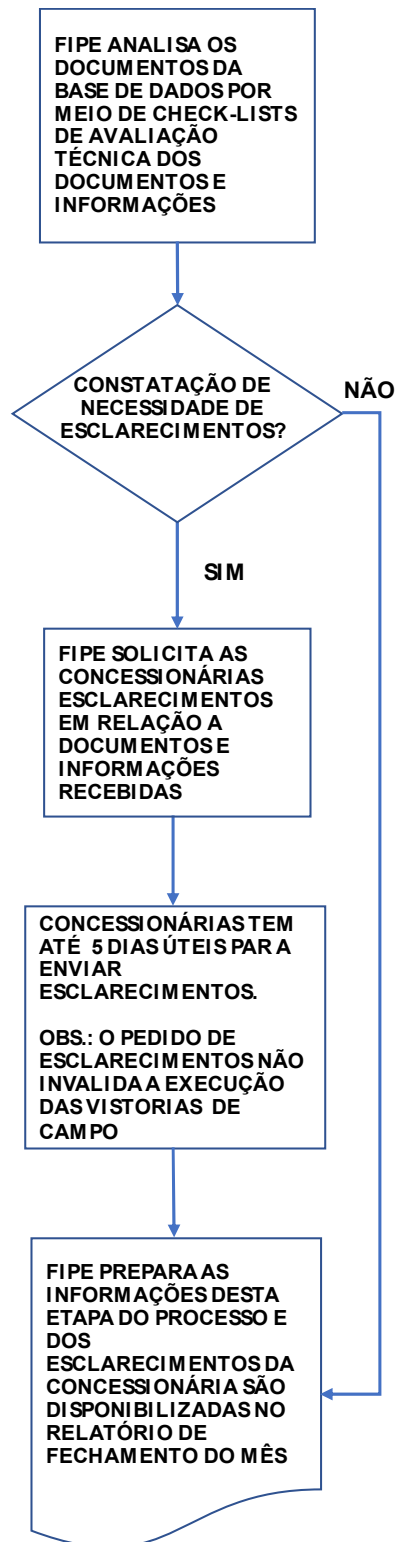 FIPE ANALISA OS
DOCUMENTOS DA
BASE DE DADOS POR
MEIO DE CHECK-LISTS
DE AVALIAÇÃO
TÉCNICA DOS
DOCUMENTOS E
INFORMAÇÕES
CONSTATAÇÃO DE
NECESSIDADE DE
ESCLARECIMENTOS?
NÃO
SIM
FIPE SOLICITA AS
CONCESSIONÁRIAS
ESCLARECIMENTOS
EM RELAÇÃO A
DOCUMENTOS E
INFORMAÇÕES
RECEBIDAS
CONCESSIONÁRIAS TEM
ATÉ 5 DIAS ÚTEIS PARA
ENVIAR
ESCLARECIMENTOS.
OBS.: O PEDIDO DE
ESCLARECIMENTOS NÃO
INVALIDA A EXECUÇÃO
DAS VISTORIAS DE
CAMPO
FIPE PREPARA AS
INFORMAÇÕES DESTA
ETAPA DO PROCESSO E
DOS
ESCLARECIMENTOS DA
CONCESSIONÁRIA SÃO
DISPONIBILIZADAS NO
RELATÓRIO DE
FECHAMENTO DO MÊS